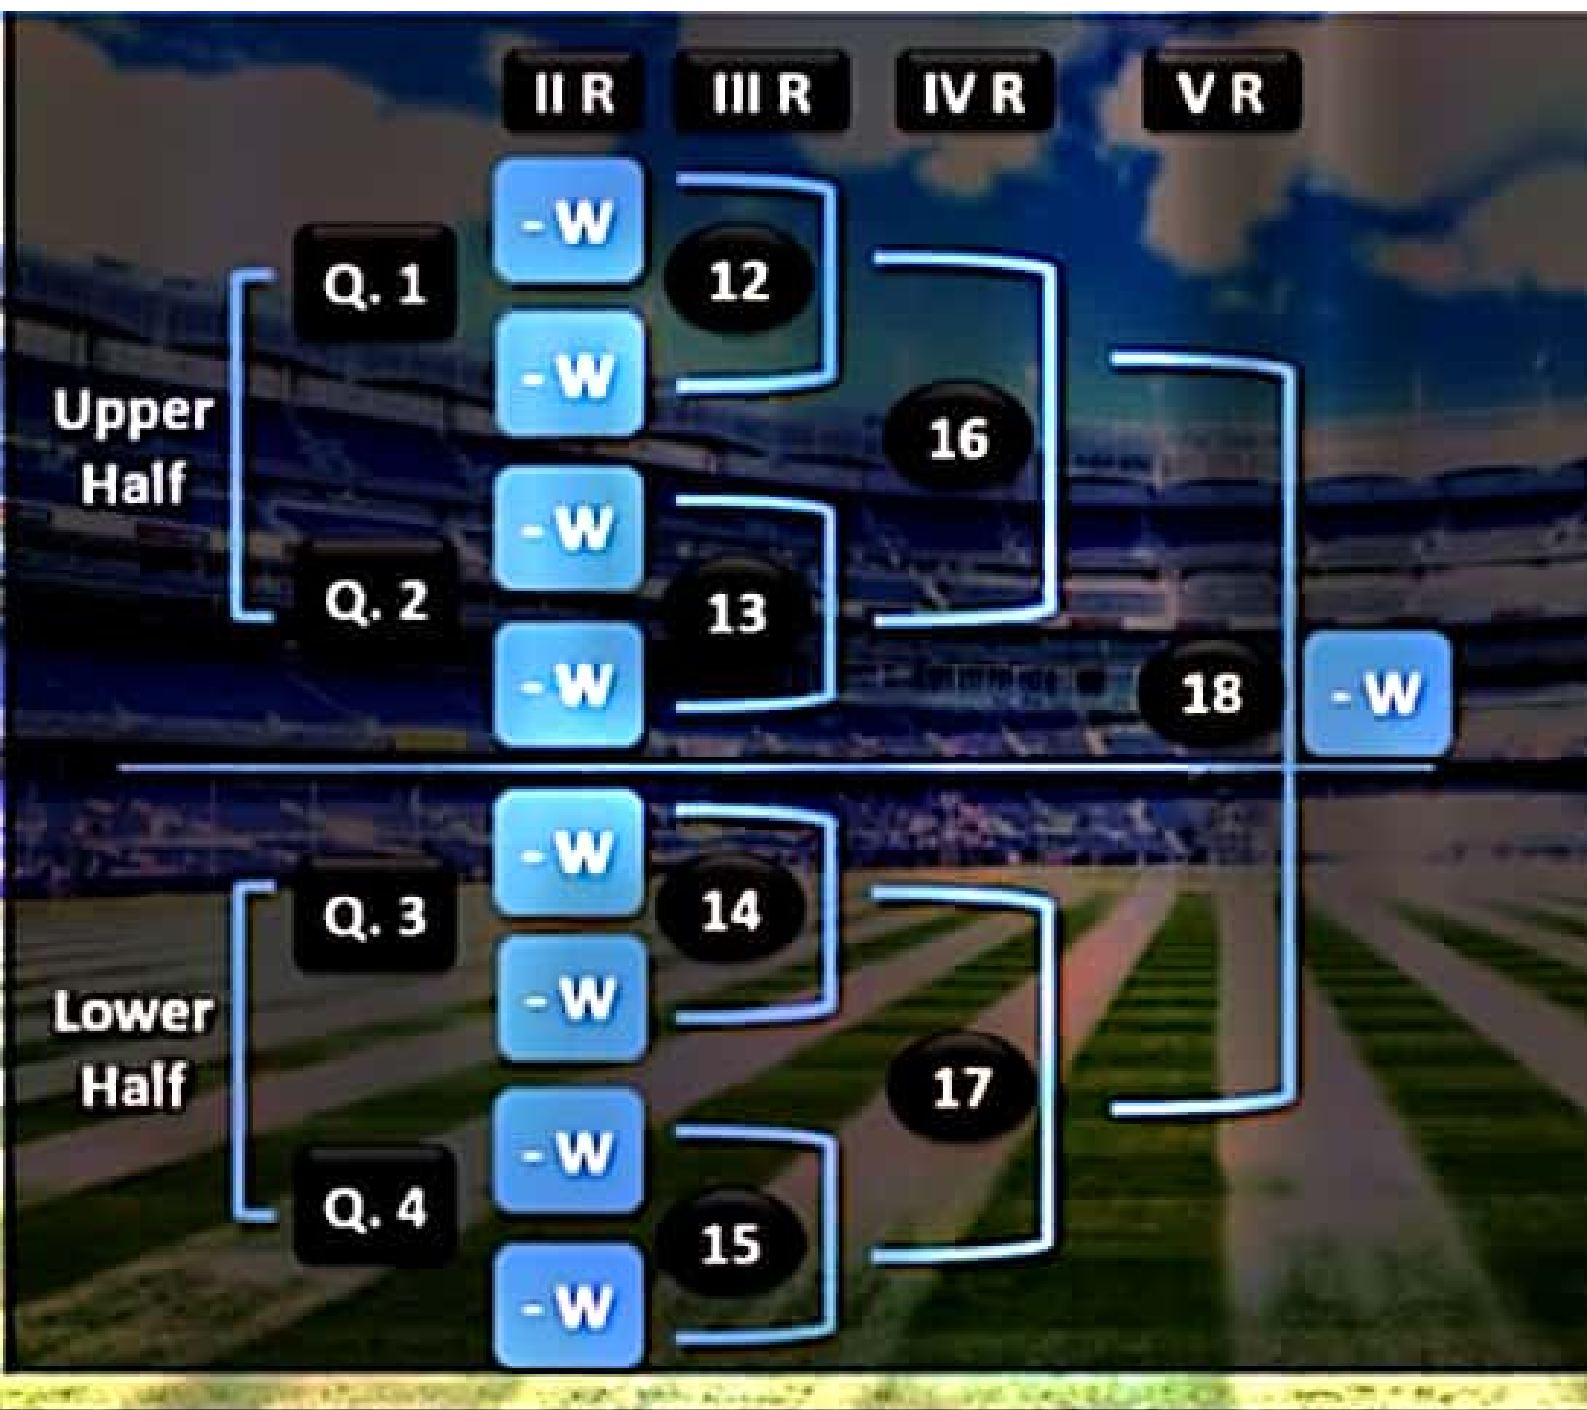 II R III R IV R V R
- W
Q. 1
12
- W
Upper
Half
16
- W
Q. 2
13
- W
18
- W
- W
Q. 3
14
- W
Lower
Half
17
- W
Q. 4
15
- W